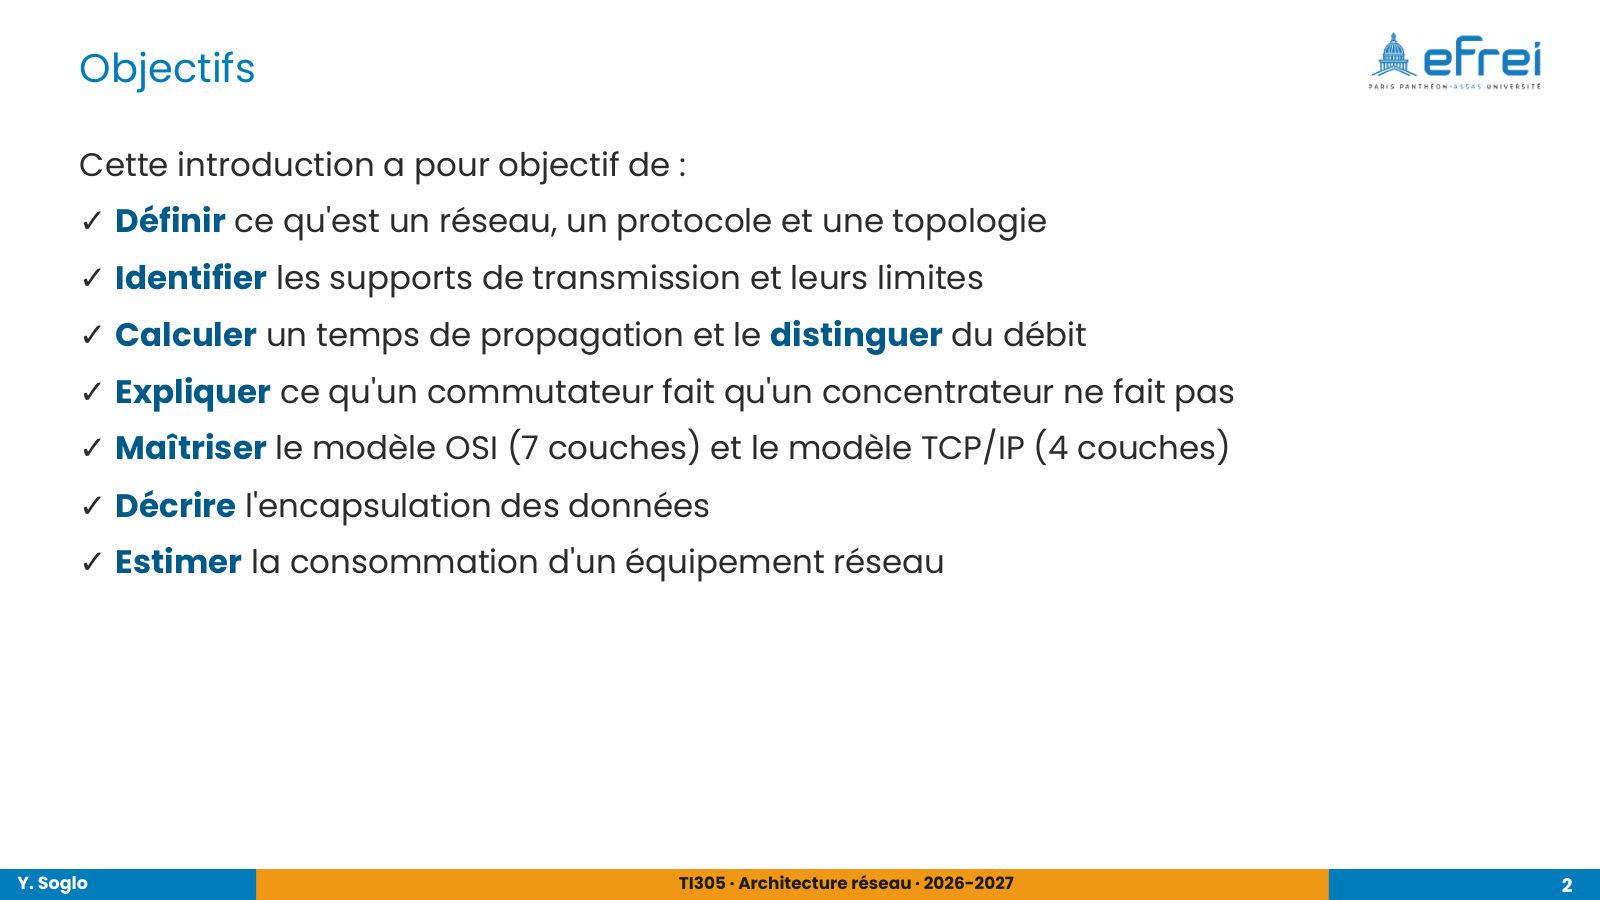 Objectifs
efrei
PARIS PANTHÉON-ASSAS UNIVERSITÉ
Cette introduction a pour objectif de :
✓ Définir ce qu'est un réseau, un protocole et une topologie
✓ Identifier les supports de transmission et leurs limites
✓ Calculer un temps de propagation et le distinguer du débit
✓ Expliquer ce qu'un commutateur fait qu'un concentrateur ne fait pas
✓ Maîtriser le modèle OSI (7 couches) et le modèle TCP/IP (4 couches)
✓ Décrire l'encapsulation des données
✓ Estimer la consommation d'un équipement réseau
Y. Soglo
TI305 · Architecture réseau · 2026-2027
2